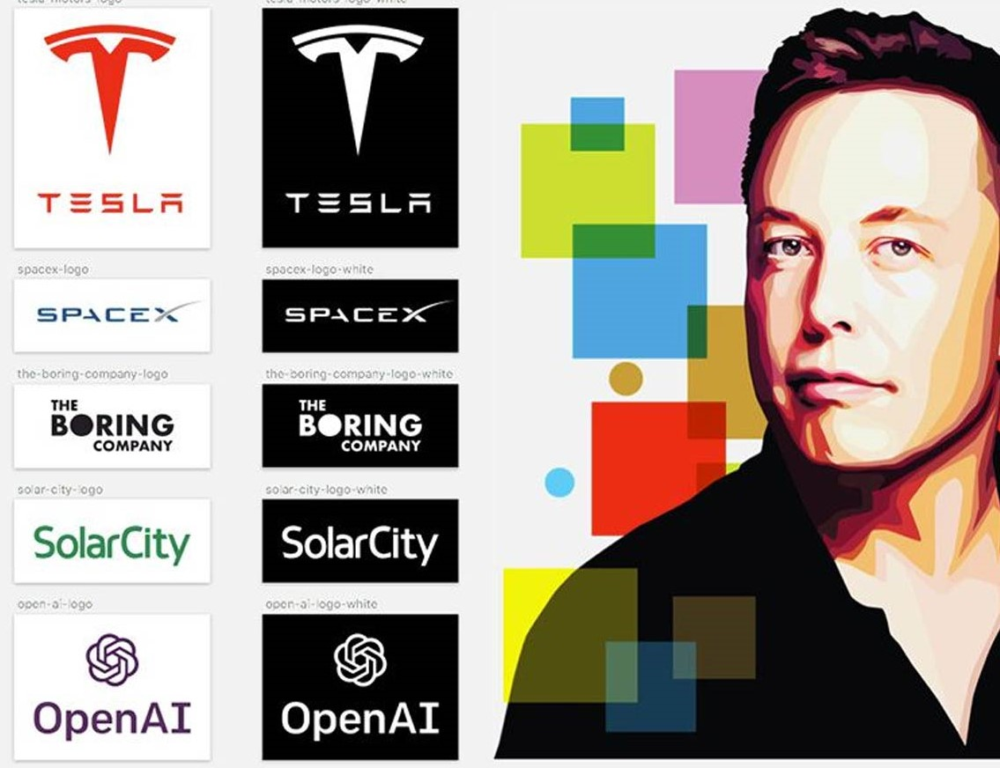 tesla-motors-logo
tesla-motors-logo-white
TESLA
TESLA
spacex-logo
spacex-logo-white
SPACEX
SPACEX
the-boring-company-logo
the-boring-company-logo-white
THE
BORING
COMPANY
THE
BORING
COMPANY
solar-city-logo
solar-city-logo-white
SolarCity
SolarCity
open-ai-logo
open-ai-logo-white
OpenAI
OpenAI